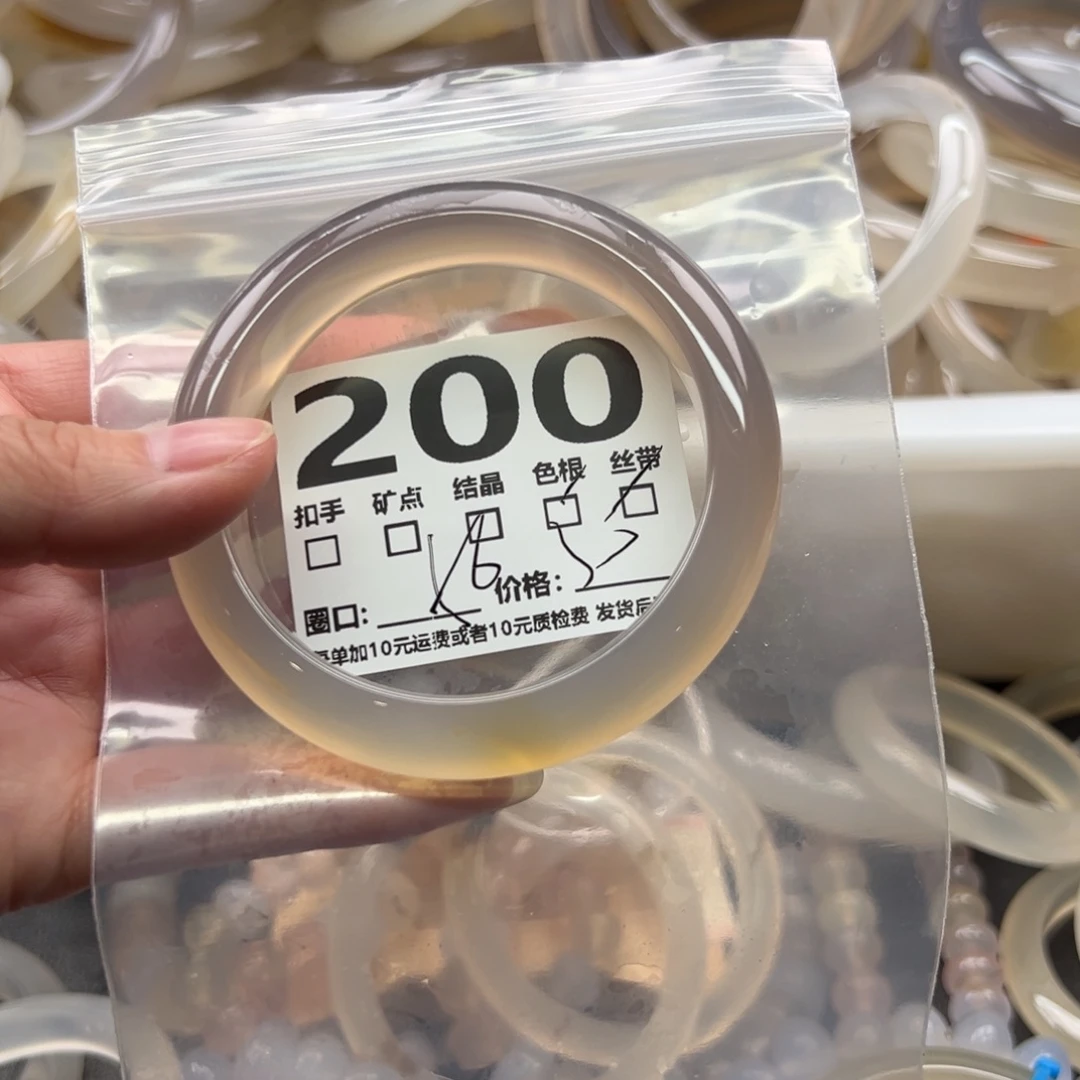 200
扣手 矿点 结晶 色根 丝带
圈口: 价格:
单加10元运费或者10元质检费 发货后